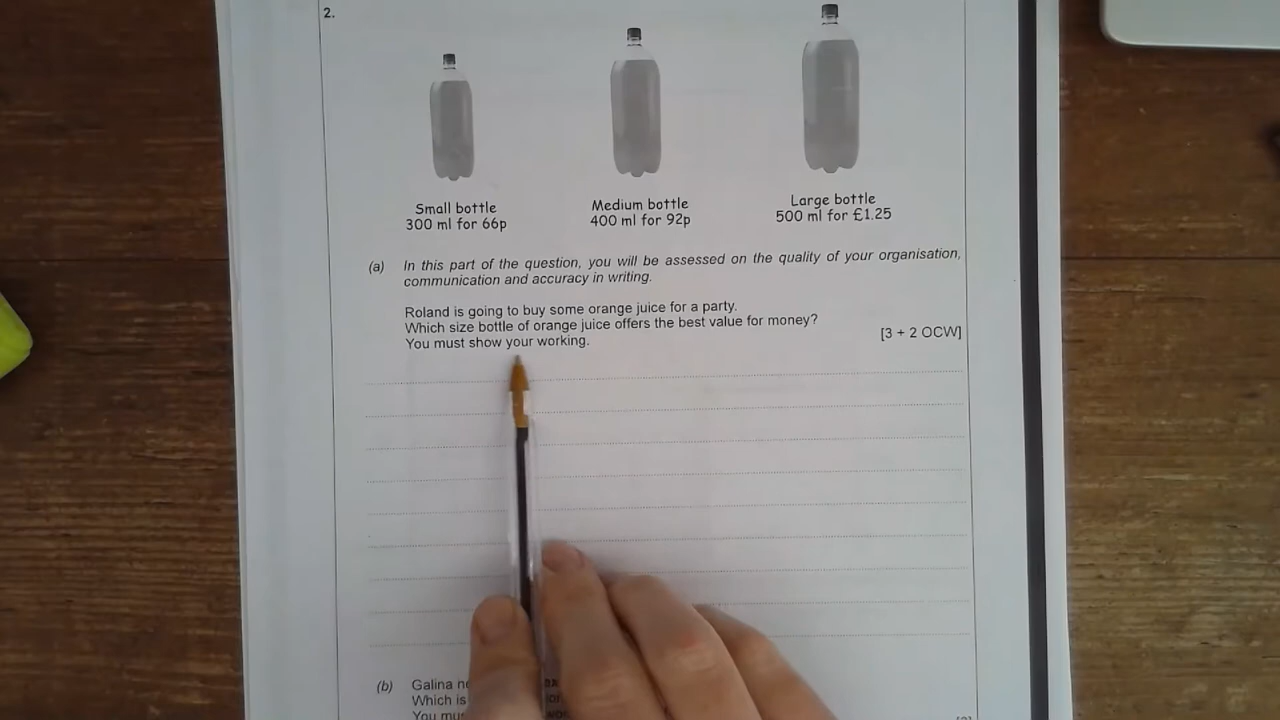 2.
Small bottle
300 ml for 66p
Medium bottle
400 ml for 92p
Large bottle
500 ml for £1.25
(a) In this part of the question, you will be assessed on the quality of your organisation,
communication and accuracy in writing.
Roland is going to buy some orange juice for a party.
Which size bottle of orange juice offers the best value for money?
You must show your working.
[3 + 2 OCW]
(b) Galina
Which is
You